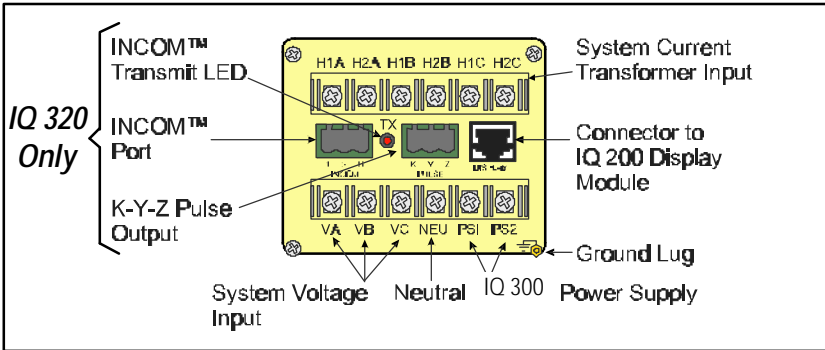 INCOM™
Transmit LED
IQ 320
Only
INCOM™
Port
K-Y-Z Pulse
Output
H1A H2A H1B H2B H1C H2C
TX
INCOM
K Y Z
PULSE
VA VB VC NEU PS1 PS2
System Current
Transformer Input
Connector to
IQ 200 Display
Module
Ground Lug
System Voltage
Input
Neutral
IQ 300
Power Supply